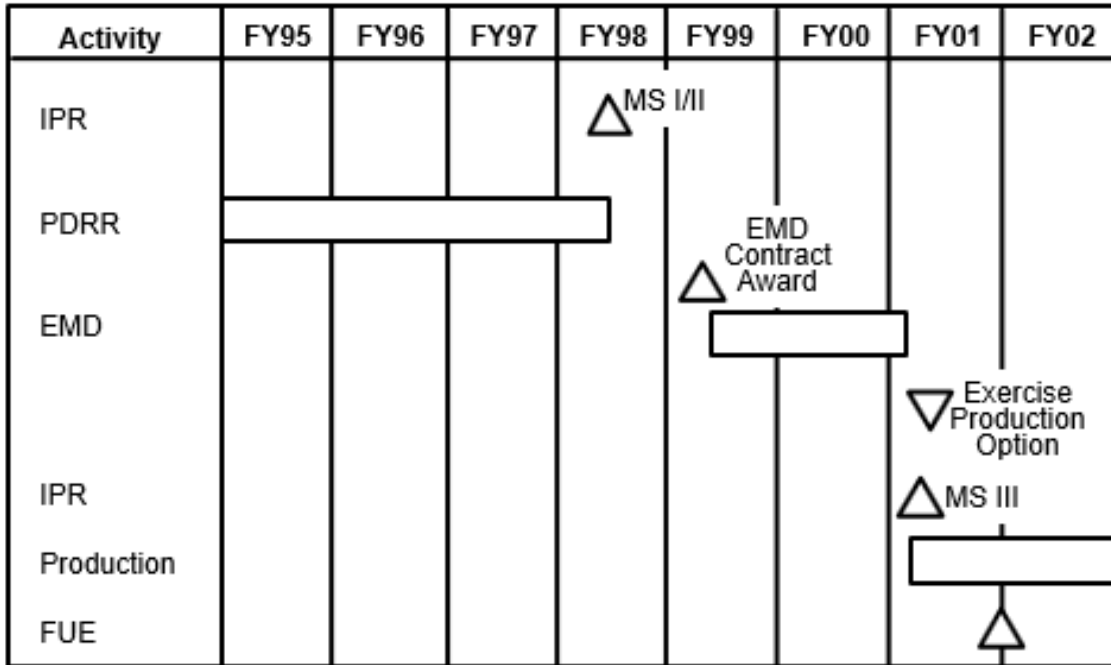 Activity FY95 FY96 FY97 FY98 FY99 FY00 FY01 FY02
IPR
MS I/II
PDRR
EMD
Contract
Award
EMD
Exercise
Production
Option
IPR
MS III
Production
FUE